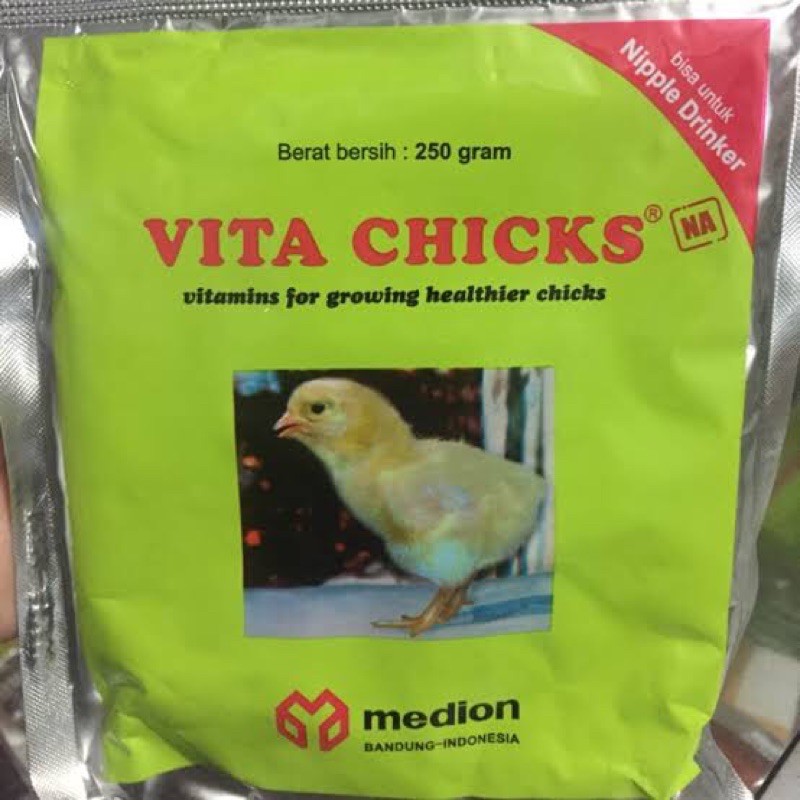 bisa untuk
Nipple Drinker
Berat bersih : 250 gram
VITA CHICKS®
NA
vitamins for growing healthier chicks
medion
BANDUNG-INDONESIA